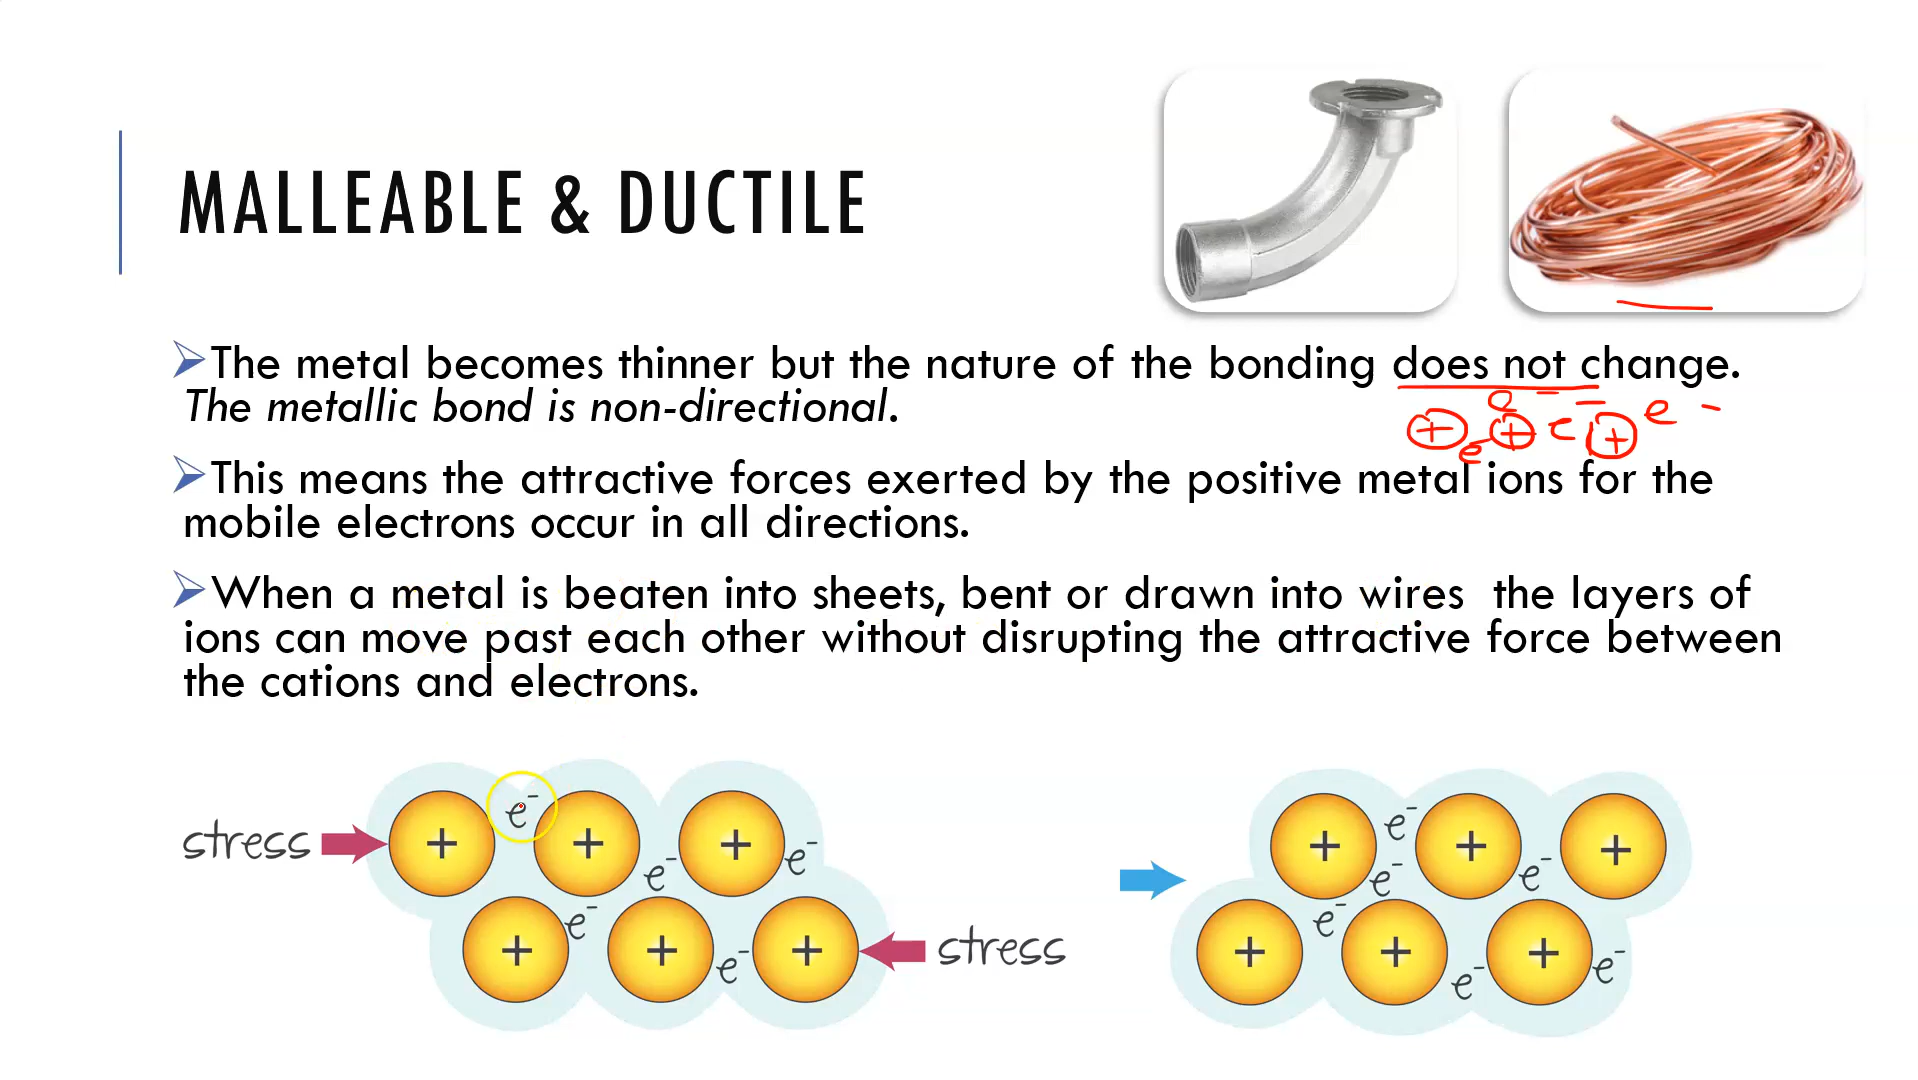 MALLEABLE & DUCTILE
The metal becomes thinner but the nature of the bonding does not change.
The metallic bond is non-directional.
+ e⁻ + e⁻ + e⁻
e⁻
This means the attractive forces exerted by the positive metal ions for the
mobile electrons occur in all directions.
When a metal is beaten into sheets, bent or drawn into wires the layers of
ions can move past each other without disrupting the attractive force between
the cations and electrons.
stress + e⁻ + e⁻ + e⁻
+ e⁻ + e⁻ + stress
+ e⁻ e⁻ + e⁻ +
+ e⁻ + e⁻ + e⁻